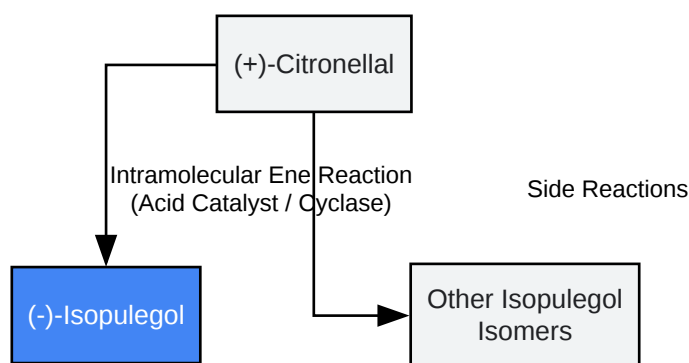 (+)-Citronellal
Intramolecular Ene Reaction
(Acid Catalyst / Cyclase)
Side Reactions
(-)-Isopulegol
Other Isopulegol
Isomers